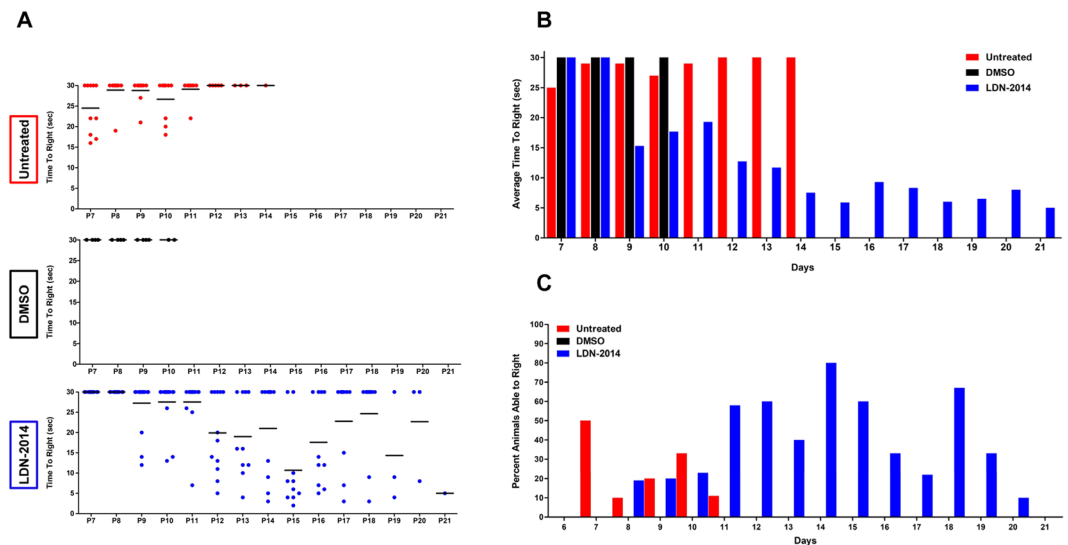 A
Untreated
Time To Right (sec)
30
25
20
15
10
5
0
P7 P8 P9 P10 P11 P12 P13 P14 P15 P16 P17 P18 P19 P20 P21
DMSO
Time To Right (sec)
30
25
20
15
10
5
0
P7 P8 P9 P10 P11 P12 P13 P14 P15 P16 P17 P18 P19 P20 P21
LDN-2014
Time To Right (sec)
30
25
20
15
10
5
0
P7 P8 P9 P10 P11 P12 P13 P14 P15 P16 P17 P18 P19 P20 P21
B
Average Time To Right (sec)
30
25
20
15
10
5
0
Untreated
DMSO
LDN-2014
7 8 9 10 11 12 13 14 15 16 17 18 19 20 21
Days
C
Percent Animals Able to Right
100
90
80
70
60
50
40
30
20
10
0
Untreated
DMSO
LDN-2014
6 7 8 9 10 11 12 13 14 15 16 17 18 19 20 21
Days